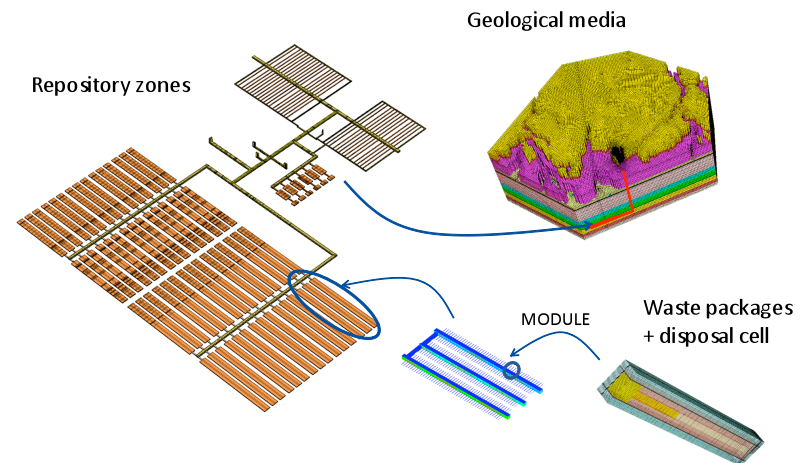 Geological media
Repository zones
Waste packages
+ disposal cell
MODULE